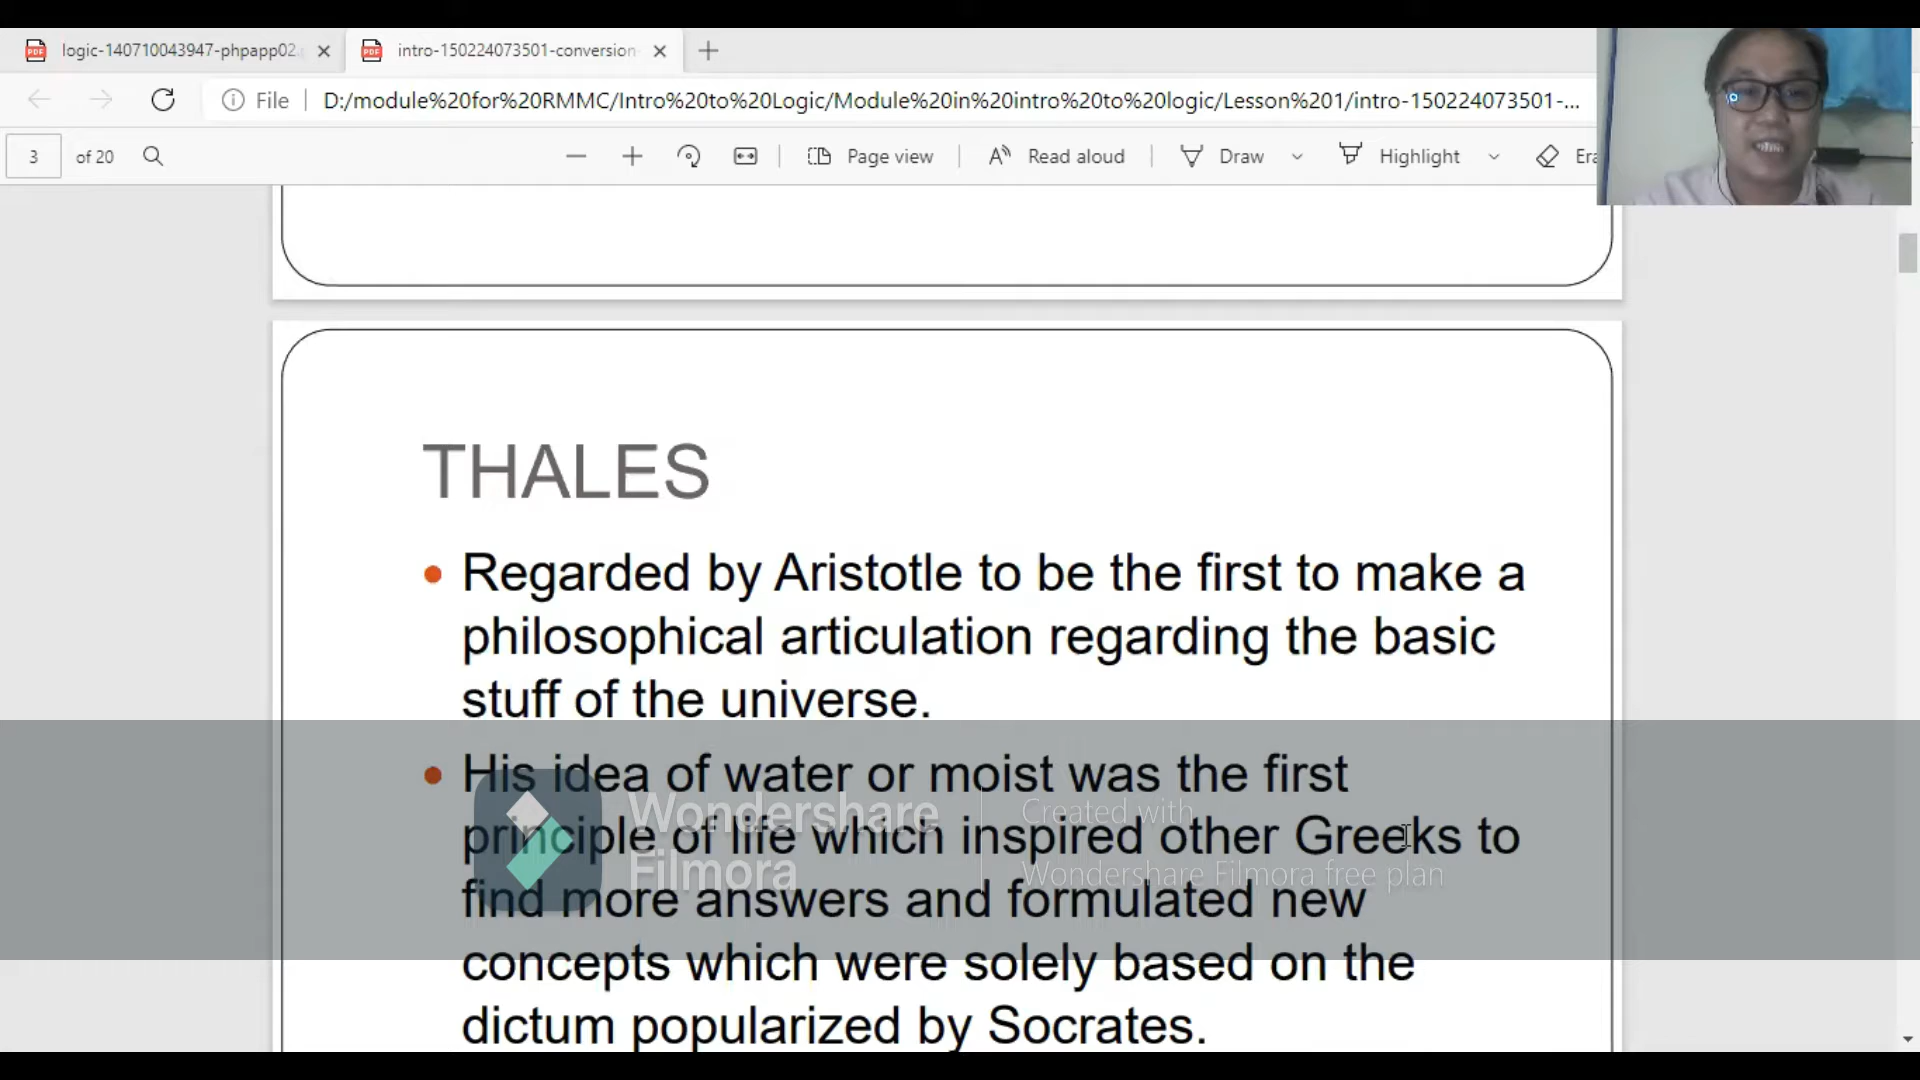 logic-140710043947-phpapp02.
intro-150224073501-conversion
File
D:/module%20for%20RMMC/Intro%20to%20Logic/Module%20in%20intro%20to%20logic/Lesson%201/intro-150224073501-...
3 of 20
Page view
Read aloud
Draw
Highlight
Era
THALES
• Regarded by Aristotle to be the first to make a
philosophical articulation regarding the basic
stuff of the universe.
• His idea of water or moist was the first
principle of life which inspired other Greeks to
find more answers and formulated new
concepts which were solely based on the
dictum popularized by Socrates.
Wondershare
Filmora
Created with
Wondershare Filmora free plan